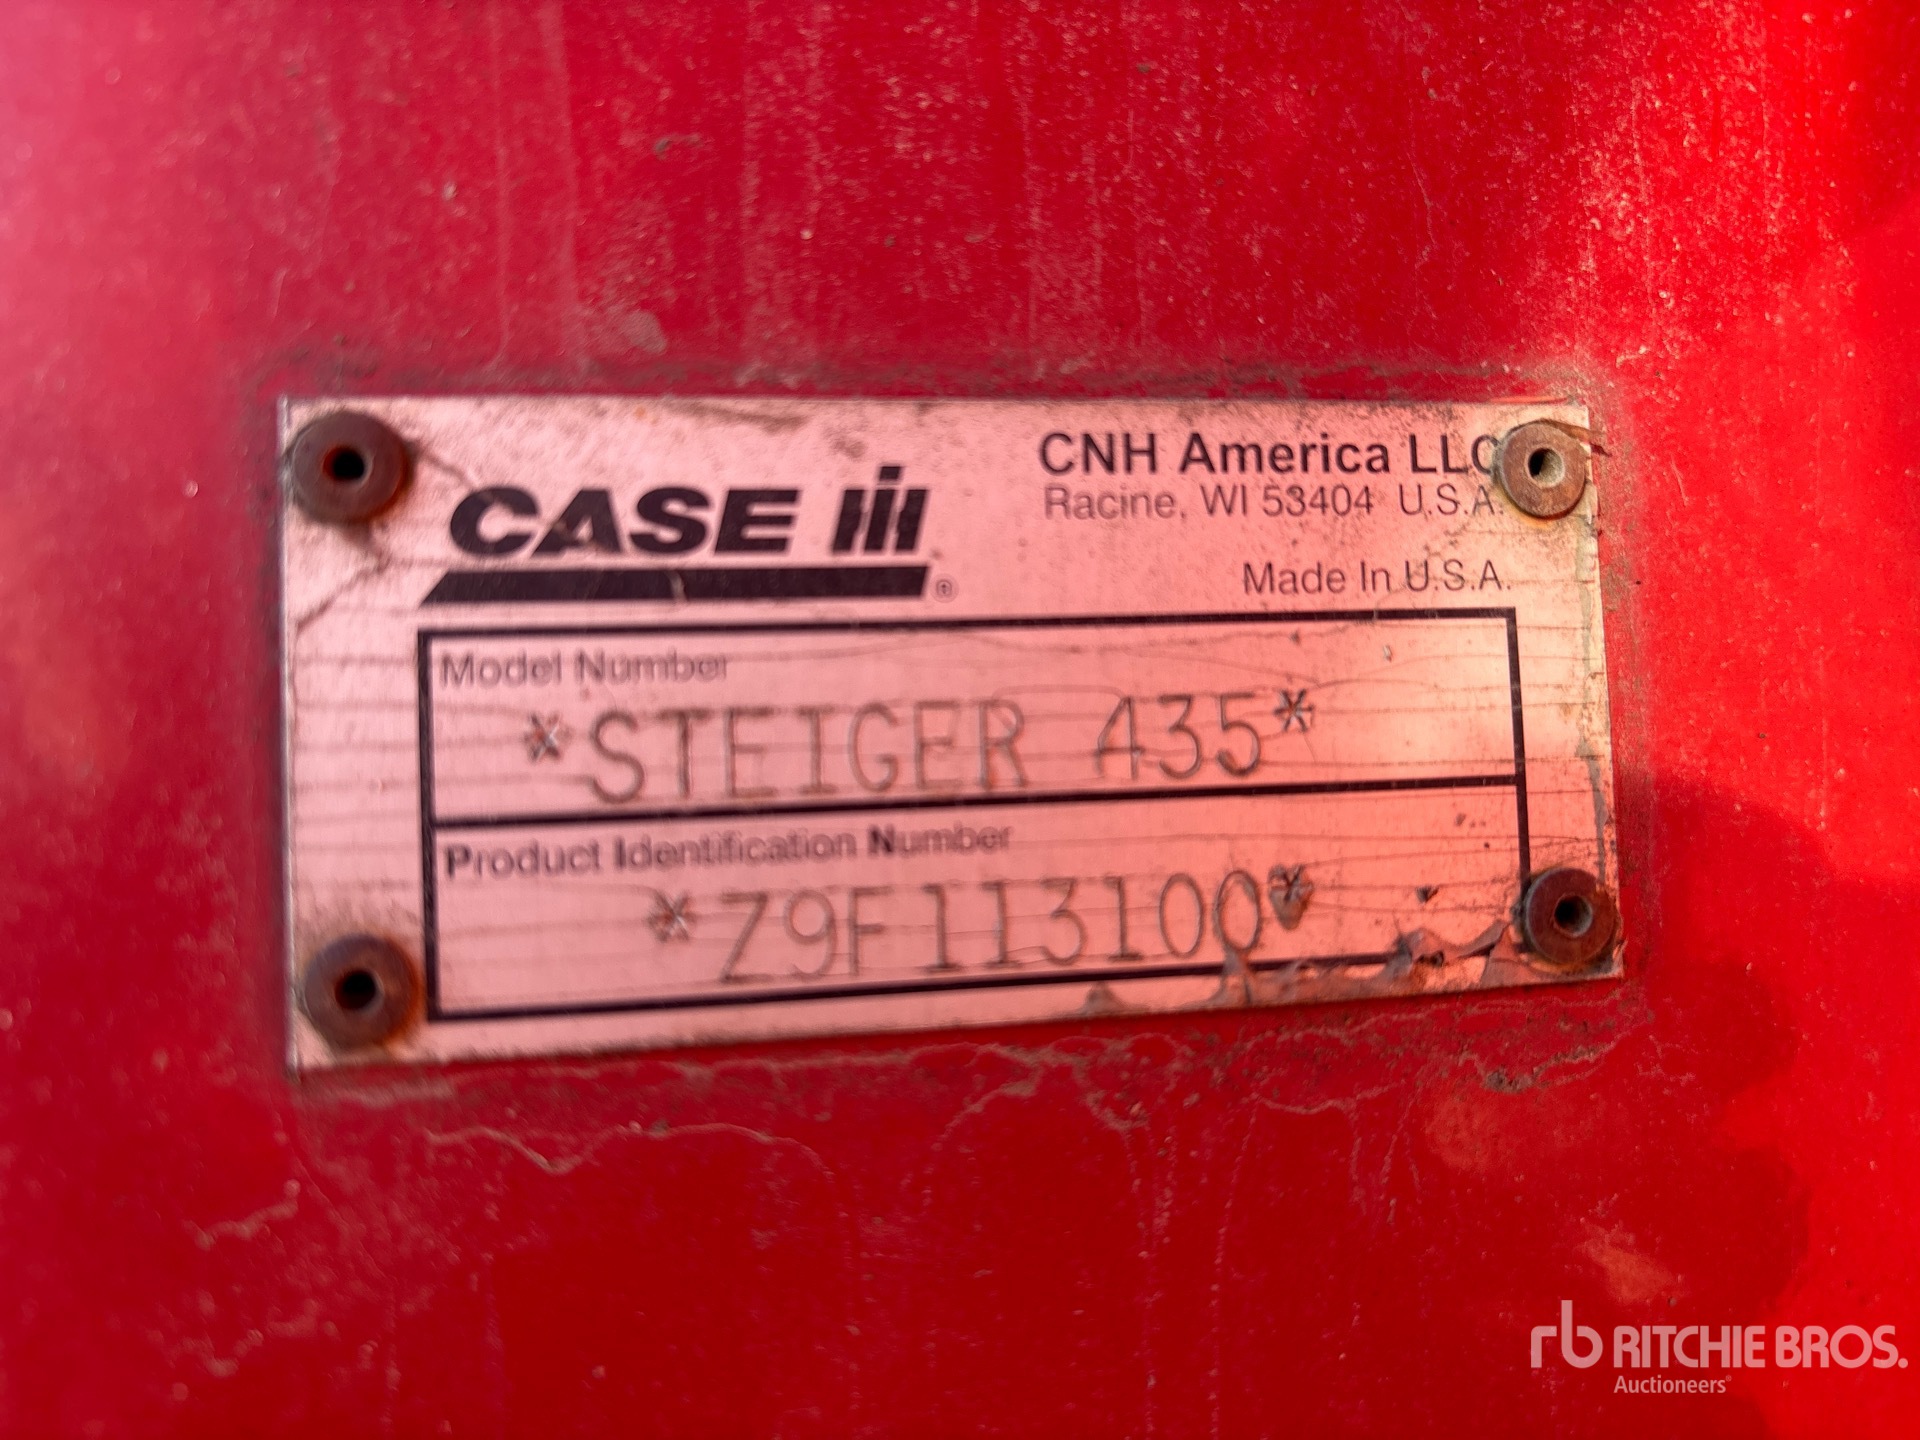 CASE IH®
CNH America LLC
Racine, WI 53404 U.S.A.
Made In U.S.A.
Model Number
*STEIGER 435*
Product Identification Number
*Z9F113100*
rb RITCHIE BROS.
Auctioneers®